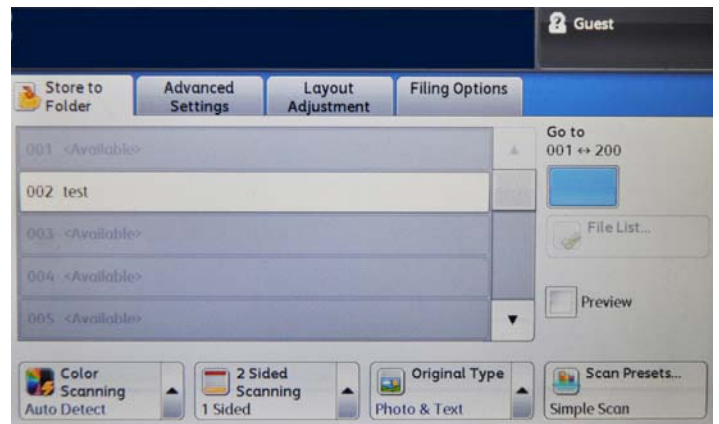 Guest
Store to
Folder
Advanced
Settings
Layout
Adjustment
Filing Options
001 <Available>
002 test
003 <Available>
004 <Available>
005 <Available>
Go to
001 ↔ 200
File List...
Preview
Color
Scanning
Auto Detect
2 Sided
Scanning
1 Sided
Original Type
Photo & Text
Scan Presets...
Simple Scan